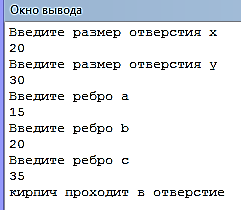 Окно вывода
Введите размер отверстия x
20
Введите размер отверстия y
30
Введите ребро a
15
Введите ребро b
20
Введите ребро c
35
кирпич проходит в отверстие